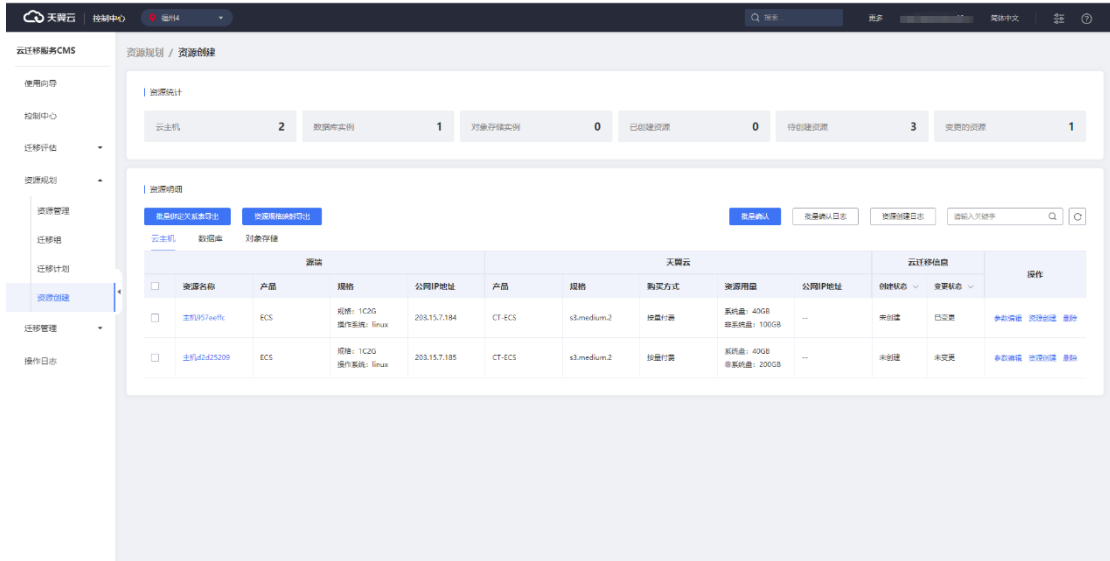 天翼云 控制中心 福州4 搜索 更多 简体中文
云迁移服务CMS
资源规划 / 资源创建
使用向导
控制中心
迁移评估
资源规划
资源管理
迁移组
迁移计划
资源创建
迁移管理
操作日志
资源统计
云主机 2 数据库实例 1 对象存储实例 0 已创建资源 0 待创建资源 3 变更的资源 1
资源明细
批量绑定关系表导出 资源规格映射导出 批量确认 批量确认日志 资源创建日志 请输入关键字
云主机 数据库 对象存储
源端 天翼云 云迁移信息 操作
资源名称 产品 规格 公网IP地址 产品 规格 购买方式 资源用量 公网IP地址 创建状态 变更状态
主机957eeffc ECS 规格：1C2G 203.15.7.184 CT-ECS s3.medium.2 按量付费 系统盘：40GB -- 未创建 已变更 参数编辑 资源创建 删除
操作系统：linux 非系统盘：100GB
主机d2d25209 ECS 规格：1C2G 203.15.7.185 CT-ECS s3.medium.2 按量付费 系统盘：40GB -- 未创建 未变更 参数编辑 资源创建 删除
操作系统：linux 非系统盘：200GB